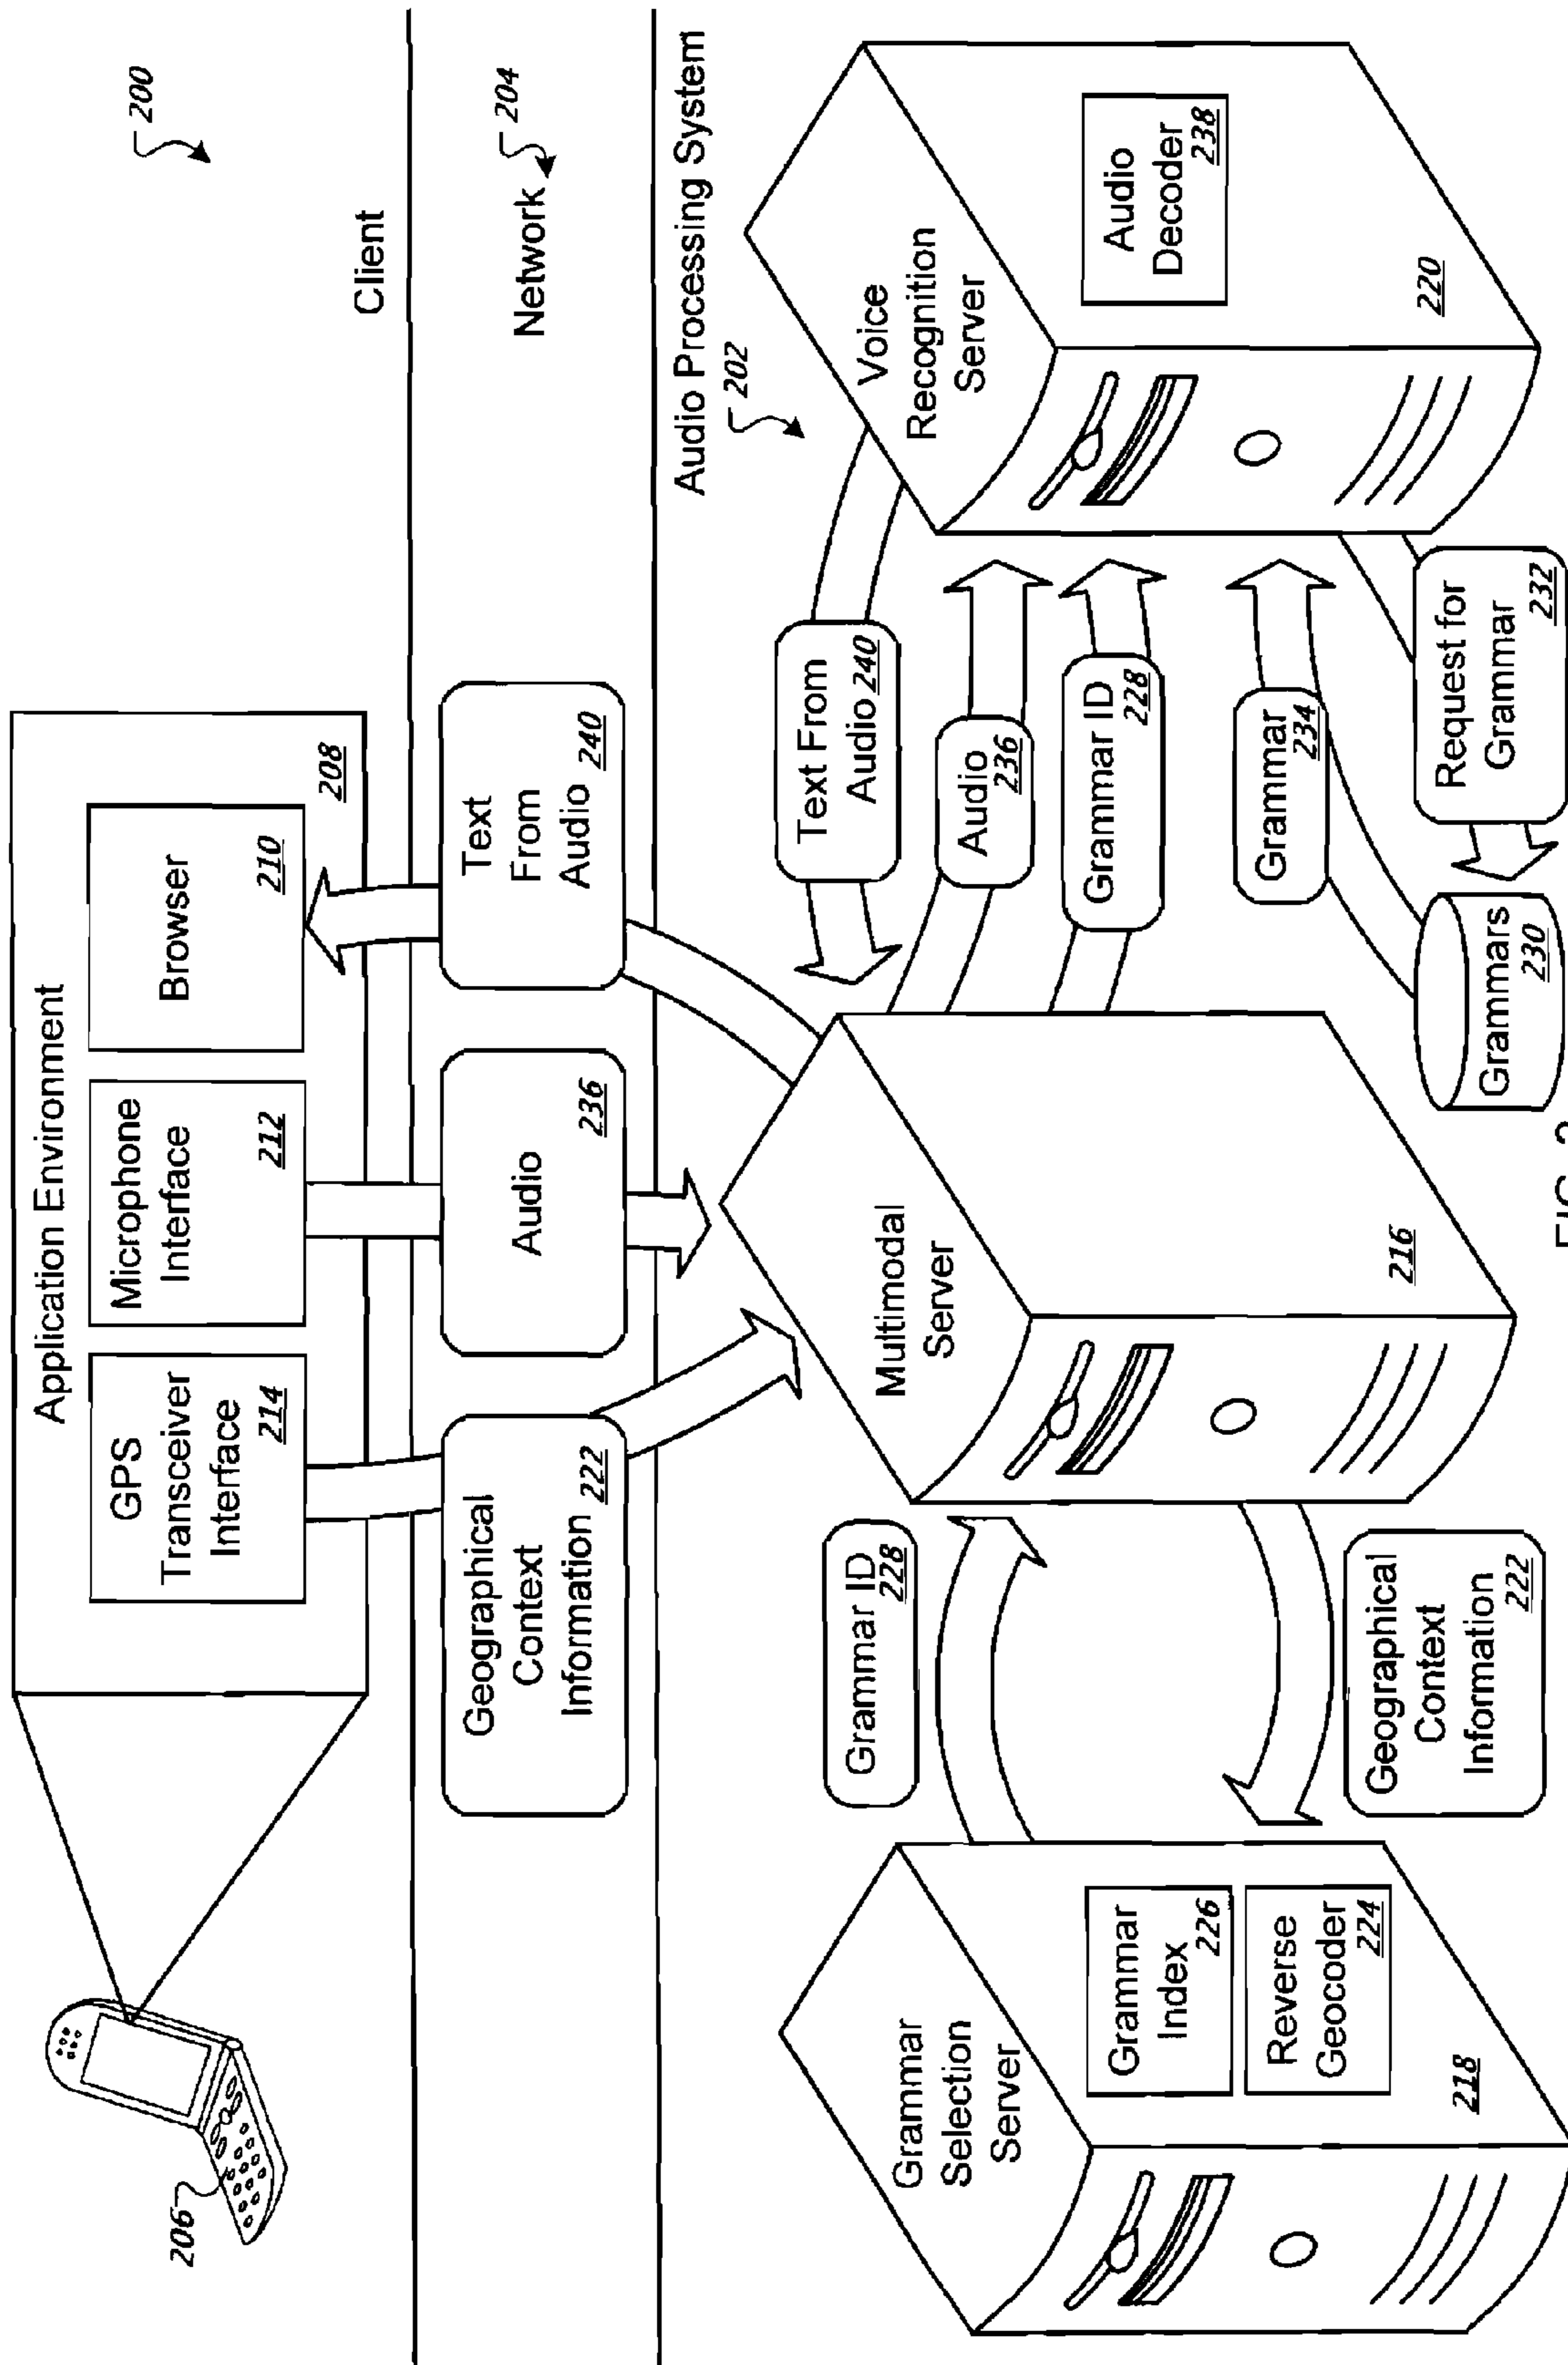 200
Client
204
Network
Audio Processing System
202
206
Application Environment
GPS
Transceiver
Interface
214
Microphone
Interface
212
Browser
210
208
Geographical
Context
Information 222
Audio
236
Text
From
Audio
240
Grammar
Selection
Server
Grammar
Index
226
Reverse
Geocoder
224
218
Grammar ID
228
Geographical
Context
Information
222
Multimodal
Server
216
Text From
Audio 240
Audio
236
Grammar ID
228
Grammar
234
Request for
Grammar
232
Grammars
230
Voice
Recognition
Server
Audio
Decoder
238
220